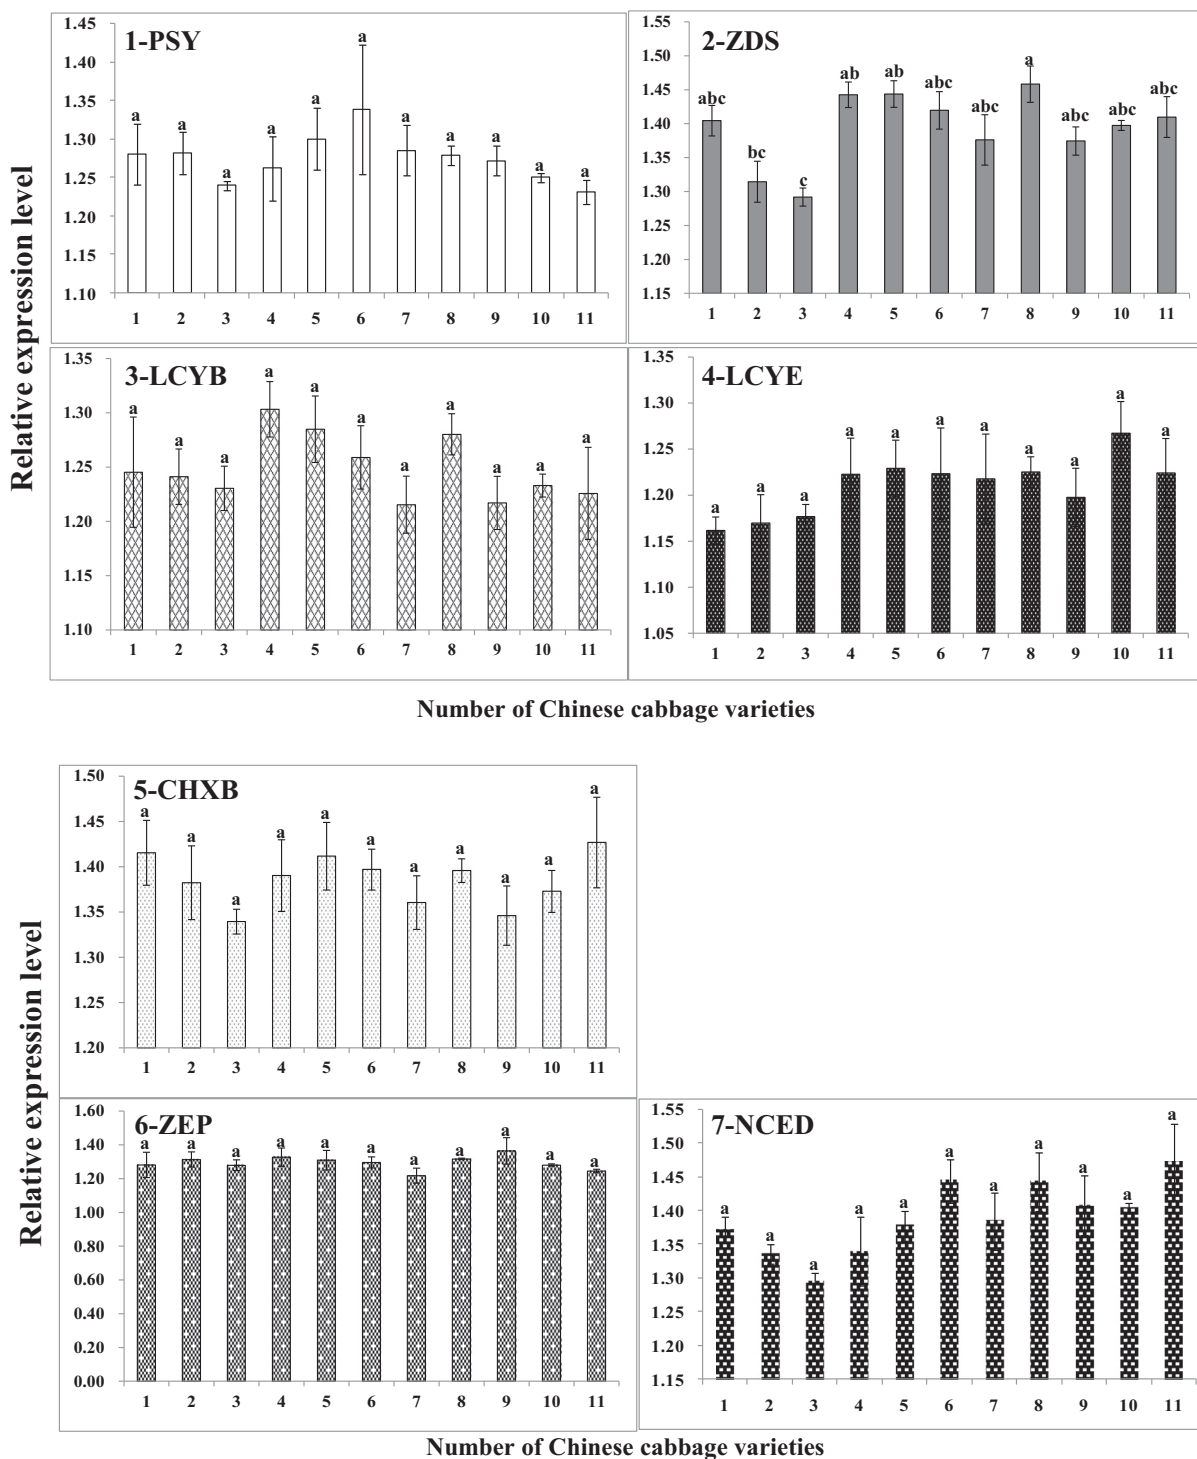 Relative expression level
1-PSY
1.45
1.40
1.35
1.30
1.25
1.20
1.15
1.10
a a a a a a a a a a a
1 2 3 4 5 6 7 8 9 10 11
2-ZDS
1.55
1.50
1.45
1.40
1.35
1.30
1.25
1.20
1.15
abc bc c ab ab abc abc a abc abc abc
1 2 3 4 5 6 7 8 9 10 11
3-LCYB
1.35
1.30
1.25
1.20
1.15
1.10
a a a a a a a a a a a
1 2 3 4 5 6 7 8 9 10 11
4-LCYE
1.35
1.30
1.25
1.20
1.15
1.10
1.05
a a a a a a a a a a a
1 2 3 4 5 6 7 8 9 10 11
Number of Chinese cabbage varieties
Relative expression level
5-CHXB
1.50
1.45
1.40
1.35
1.30
1.25
1.20
a a a a a a a a a a a
1 2 3 4 5 6 7 8 9 10 11
6-ZEP
1.60
1.40
1.20
1.00
0.80
0.60
0.40
0.20
0.00
a a a a a a a a a a a
1 2 3 4 5 6 7 8 9 10 11
7-NCED
1.55
1.50
1.45
1.40
1.35
1.30
1.25
1.20
1.15
a a a a a a a a a a a
1 2 3 4 5 6 7 8 9 10 11
Number of Chinese cabbage varieties